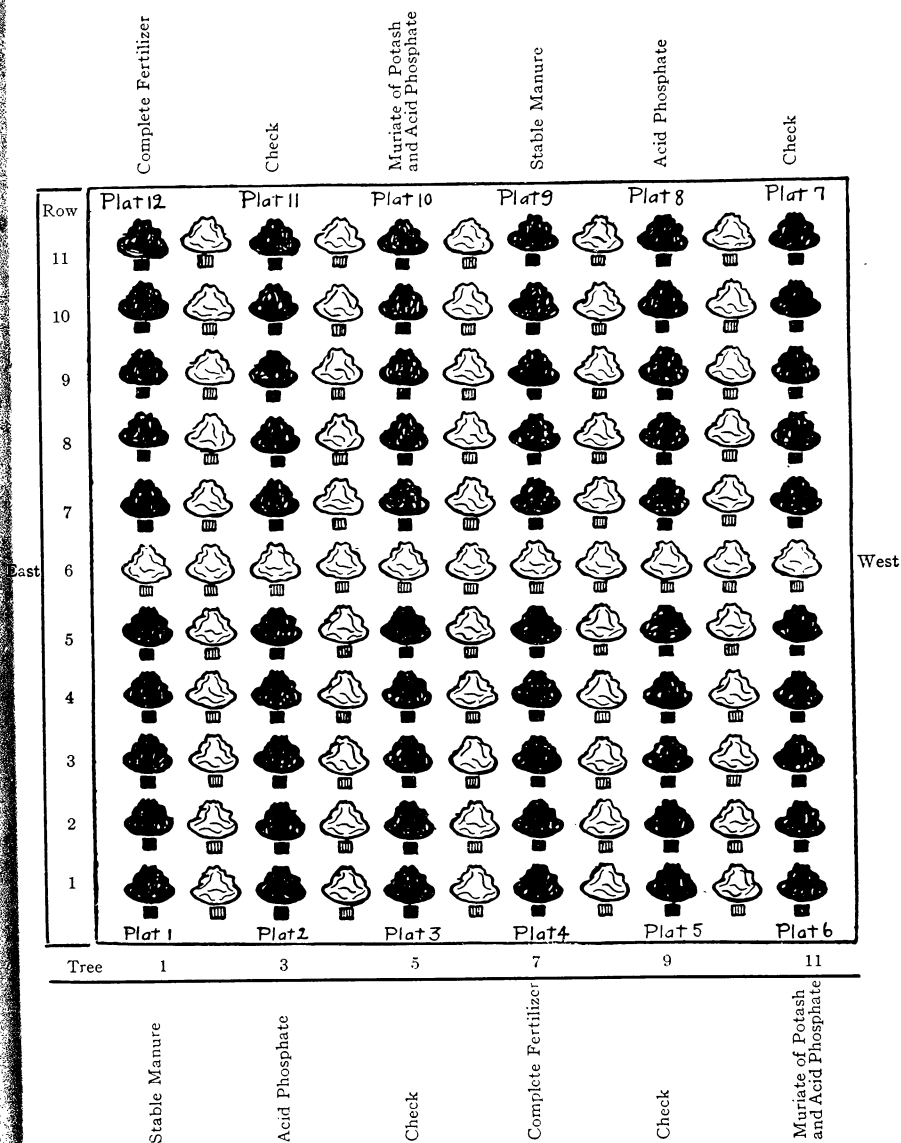 Complete Fertilizer
Check
Muriate of Potash
and Acid Phosphate
Stable Manure
Acid Phosphate
Check
Plat 12 Plat 11 Plat 10 Plat 9 Plat 8 Plat 7
Row
11
10
9
8
7
East 6 West
5
4
3
2
1
Plat 1 Plat 2 Plat 3 Plat 4 Plat 5 Plat 6
Tree 1 3 5 7 9 11
Stable Manure
Acid Phosphate
Check
Complete Fertilizer
Check
Muriate of Potash
and Acid Phosphate